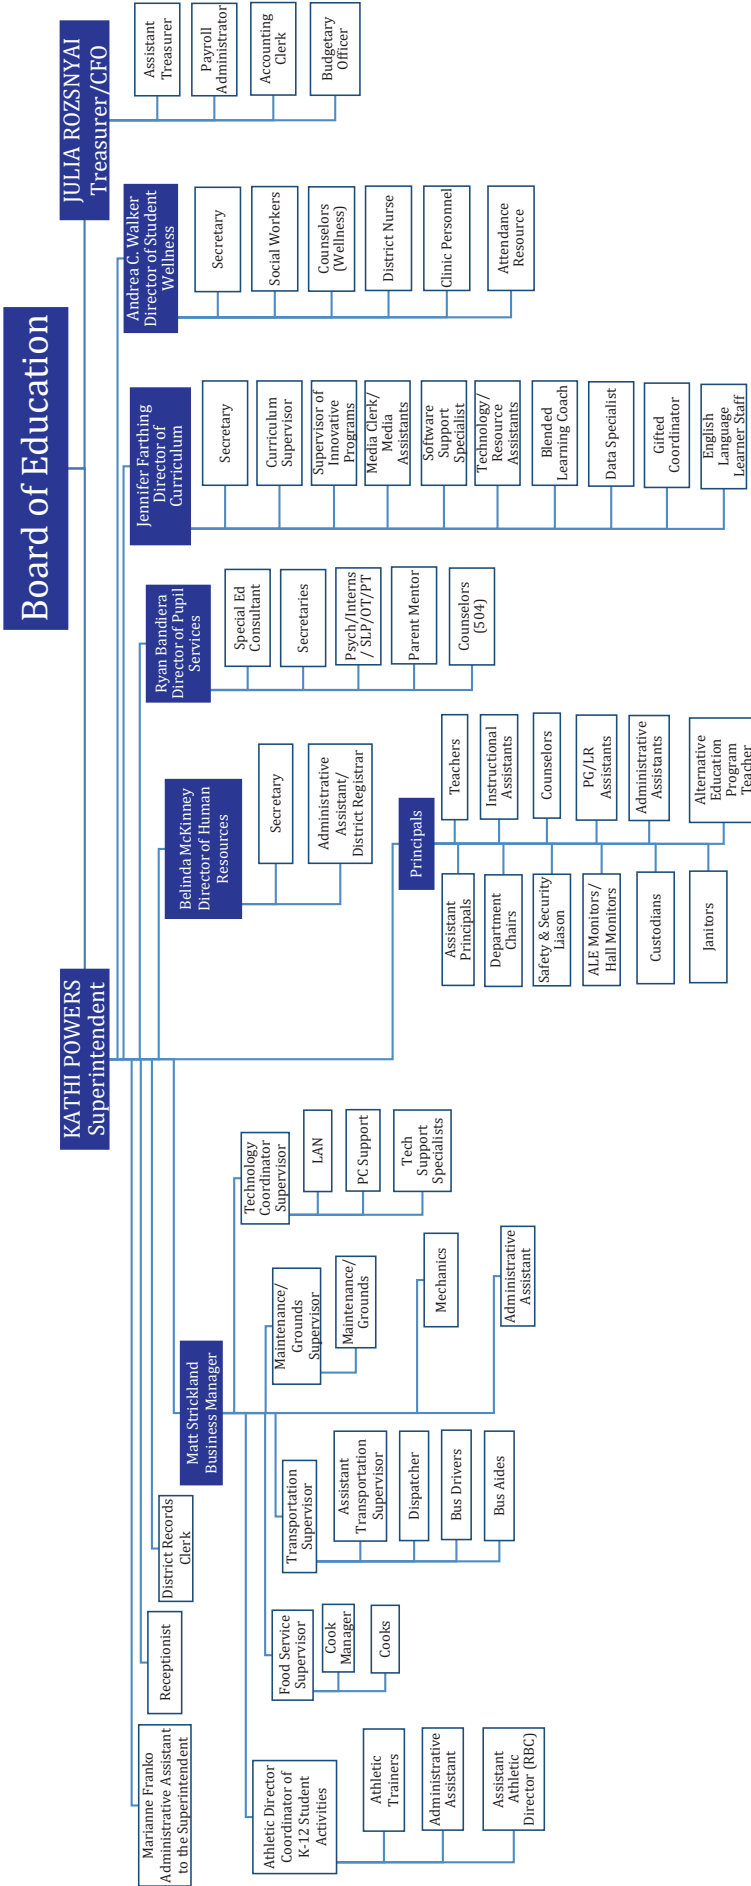 Board of Education
KATHI POWERS
Superintendent
JULIA ROZSNYAI
Treasurer/CFO
Assistant
Treasurer
Payroll
Administrator
Accounting
Clerk
Budgetary
Officer
Marianne Franko
Administrative Assistant
to the Superintendent
Receptionist
District Records
Clerk
Matt Strickland
Business Manager
Athletic Director
Coordinator of
K-12 Student
Activities
Athletic
Trainers
Administrative
Assistant
Assistant
Athletic
Director (RBC)
Food Service
Supervisor
Cook
Manager
Cooks
Transportation
Supervisor
Assistant
Transportation
Supervisor
Dispatcher
Bus Drivers
Bus Aides
Maintenance/
Grounds
Supervisor
Maintenance/
Grounds
Mechanics
Administrative
Assistant
Technology
Coordinator
Supervisor
LAN
PC Support
Tech
Support
Specialists
Principals
Assistant
Principals
Department
Chairs
Safety & Security
Liason
ALE Monitors/
Hall Monitors
Custodians
Janitors
Teachers
Instructional
Assistants
Counselors
PG/LR
Assistants
Administrative
Assistants
Alternative
Education
Program
Teacher
Belinda McKinney
Director of Human
Resources
Secretary
Administrative
Assistant/
District Registrar
Ryan Bandiera
Director of Pupil
Services
Special Ed
Consultant
Secretaries
Psych/Interns
/ SLP/OT/PT
Parent Mentor
Counselors
(504)
Jennifer Farthing
Director of
Curriculum
Secretary
Curriculum
Supervisor
Supervisor of
Innovative
Programs
Media Clerk/
Media
Assistants
Software
Support
Specialist
Technology/
Resource
Assistants
Blended
Learning Coach
Data Specialist
Gifted
Coordinator
English
Language
Learner Staff
Andrea C. Walker
Director of Student
Wellness
Secretary
Social Workers
Counselors
(Wellness)
District Nurse
Clinic Personnel
Attendance
Resource